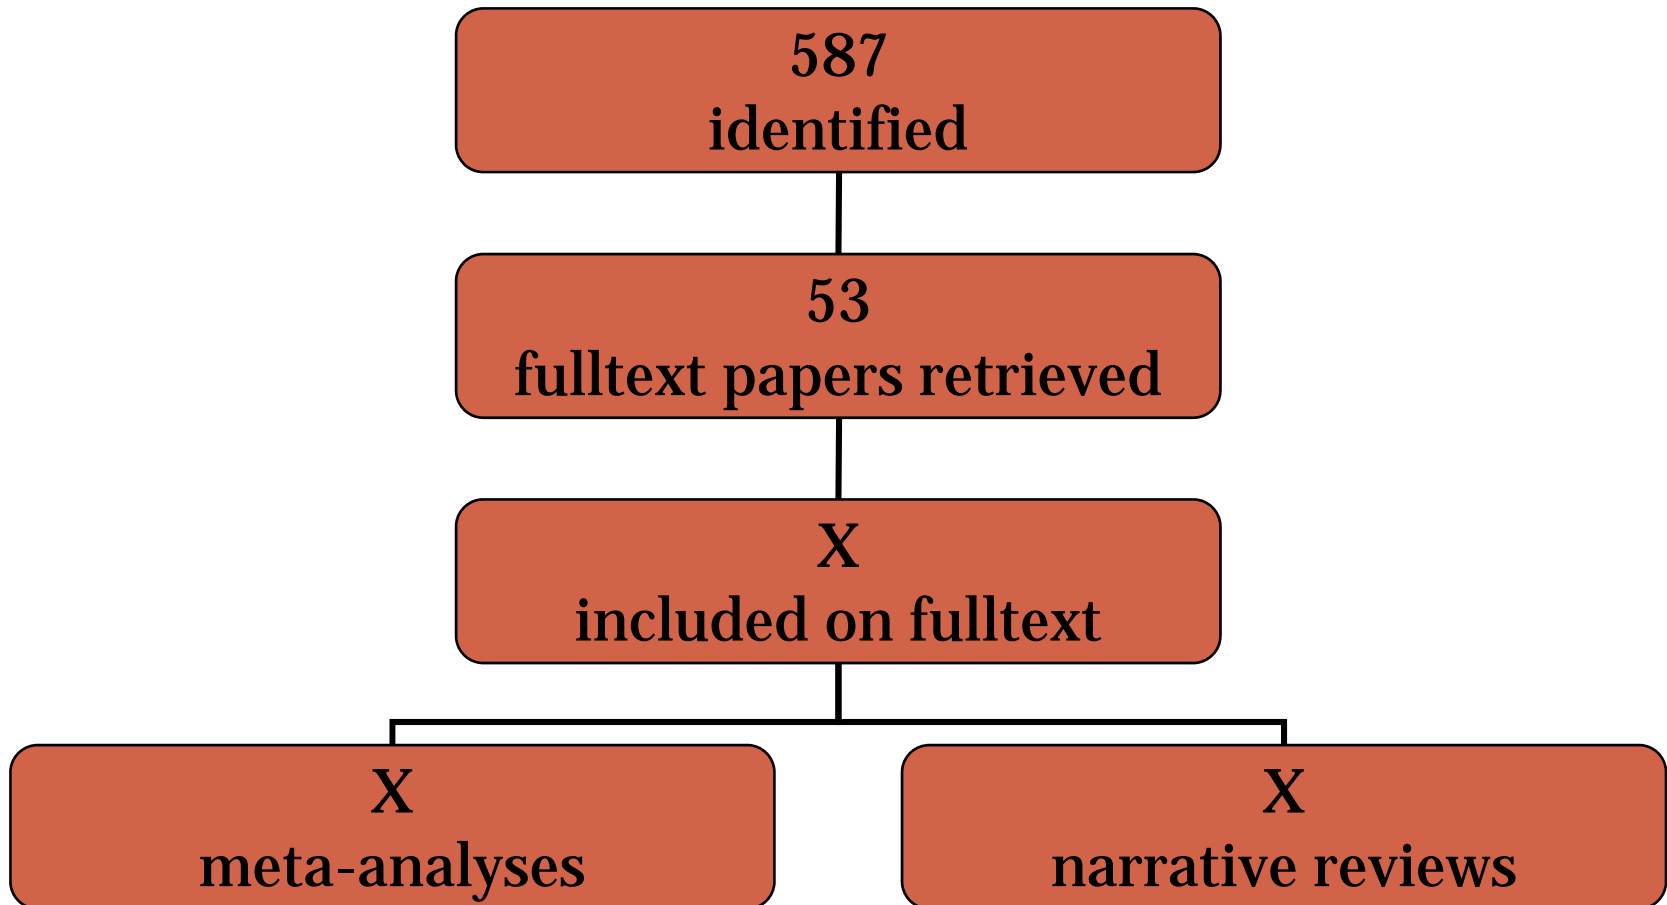 587
identified
53
fulltext papers retrieved
X
included on fulltext
X
meta-analyses
X
narrative reviews